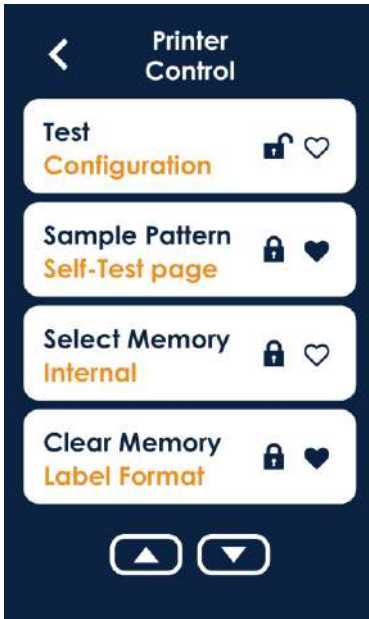 Printer
Control
Test
Configuration
Sample Pattern
Self-Test page
Select Memory
Internal
Clear Memory
Label Format